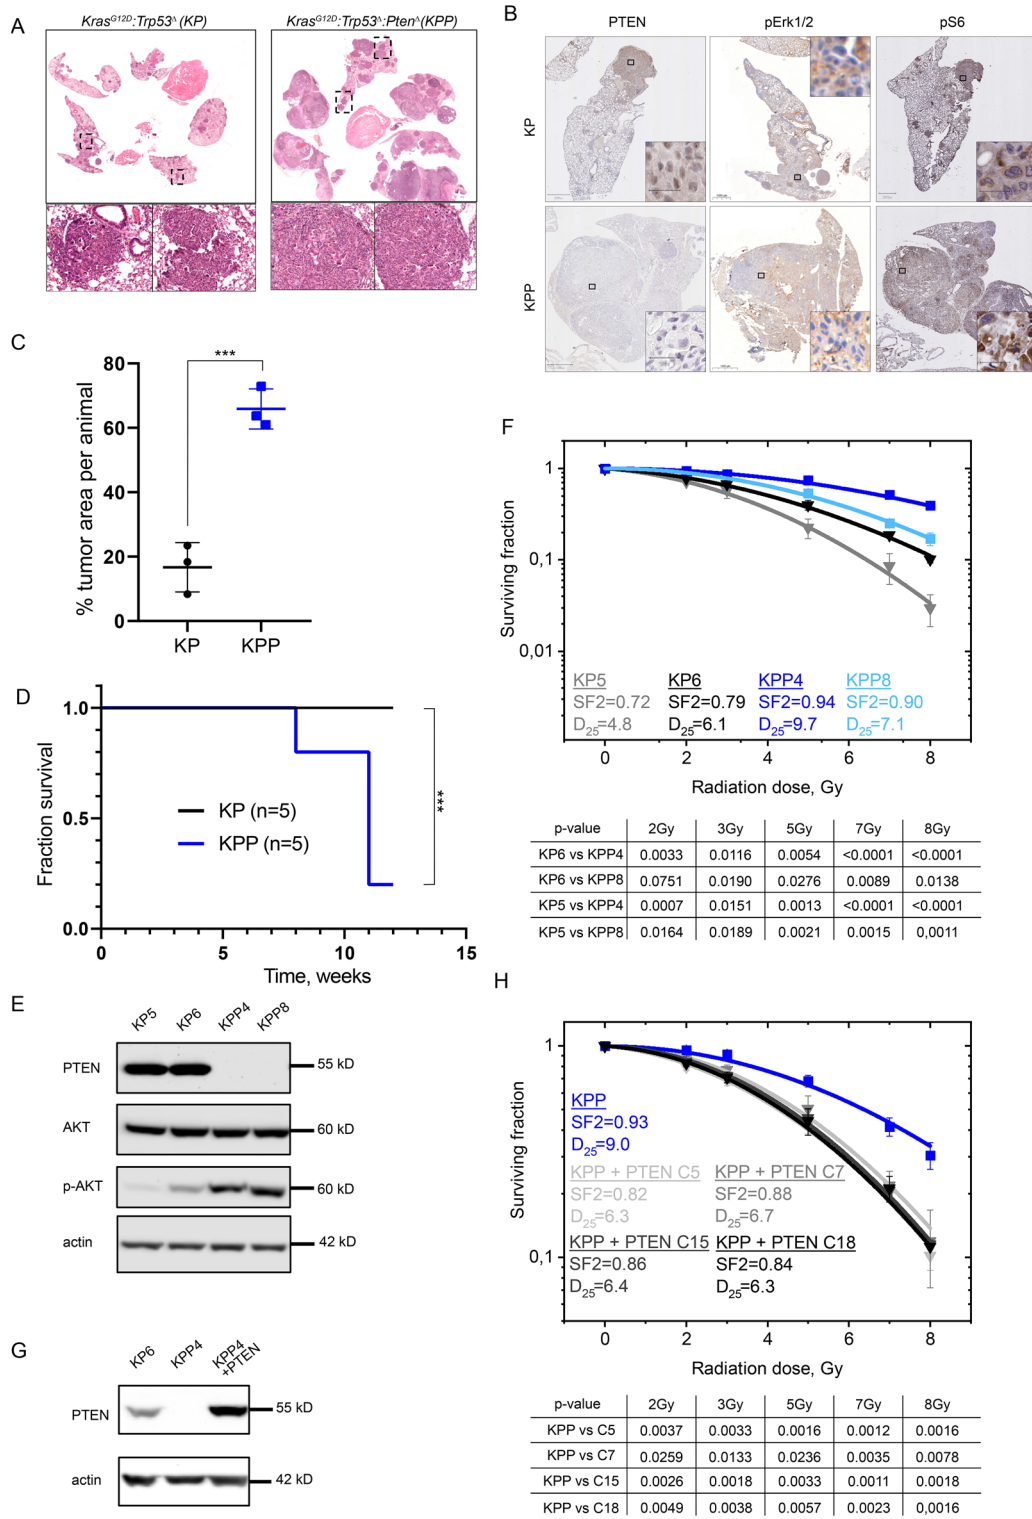 A
Kras^G12D:Trp53^Δ (KP)
Kras^G12D:Trp53^Δ:Pten^Δ(KPP)
B
PTEN
pErk1/2
pS6
KP
KPP
C
***
80
60
40
20
0
% tumor area per animal
KP
KPP
D
1.0
0.5
0.0
Fraction survival
KP (n=5)
KPP (n=5)
***
0
5
10
15
Time, weeks
E
KP5
KP6
KPP4
KPP8
PTEN
55 kD
AKT
60 kD
p-AKT
60 kD
actin
42 kD
G
KP6
KPP4
KPP4
+PTEN
PTEN
55 kD
actin
42 kD
F
1
0,1
0,01
Surviving fraction
KP5 KP6 KPP4 KPP8
SF2=0.72 SF2=0.79 SF2=0.94 SF2=0.90
D25=4.8 D25=6.1 D25=9.7 D25=7.1
0 2 4 6 8
Radiation dose, Gy
p-value 2Gy 3Gy 5Gy 7Gy 8Gy
KP6 vs KPP4 0.0033 0.0116 0.0054 <0.0001 <0.0001
KP6 vs KPP8 0.0751 0.0190 0.0276 0.0089 0.0138
KP5 vs KPP4 0.0007 0.0151 0.0013 <0.0001 <0.0001
KP5 vs KPP8 0.0164 0.0189 0.0021 0.0015 0,0011
H
1
0,1
Surviving fraction
KPP
SF2=0.93
D25=9.0
KPP + PTEN C5 KPP + PTEN C7
SF2=0.82 SF2=0.88
D25=6.3 D25=6.7
KPP + PTEN C15 KPP + PTEN C18
SF2=0.86 SF2=0.84
D25=6.4 D25=6.3
0 2 4 6 8
Radiation dose, Gy
p-value 2Gy 3Gy 5Gy 7Gy 8Gy
KPP vs C5 0.0037 0.0033 0.0016 0.0012 0.0016
KPP vs C7 0.0259 0.0133 0.0236 0.0035 0.0078
KPP vs C15 0.0026 0.0018 0.0033 0.0011 0.0018
KPP vs C18 0.0049 0.0038 0.0057 0.0023 0,0016